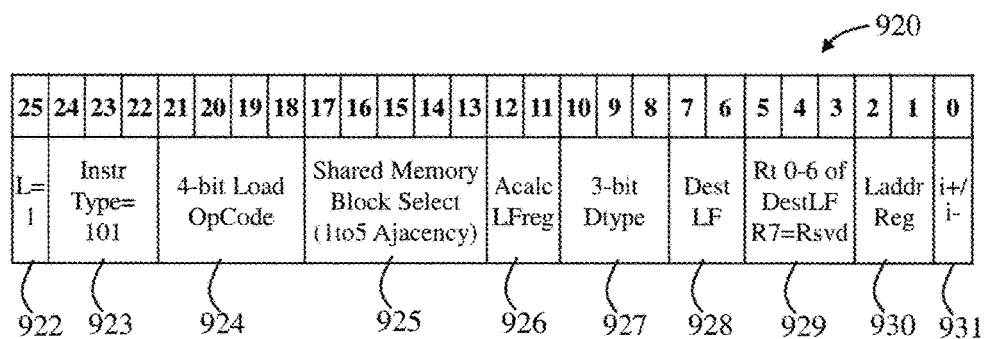 920
25 24 23 22 21 20 19 18 17 16 15 14 13 12 11 10 9 8 7 6 5 4 3 2 1 0
L= Instr 4-bit Load Shared Memory Acalc 3-bit Dest Rt 0-6 of Laddr i+/
1 Type= OpCode Block Select LFreg Dtype LF DestLF Reg i-
101 (1to5 Ajacency) R7=Rsvd
922 923 924 925 926 927 928 929 930 931